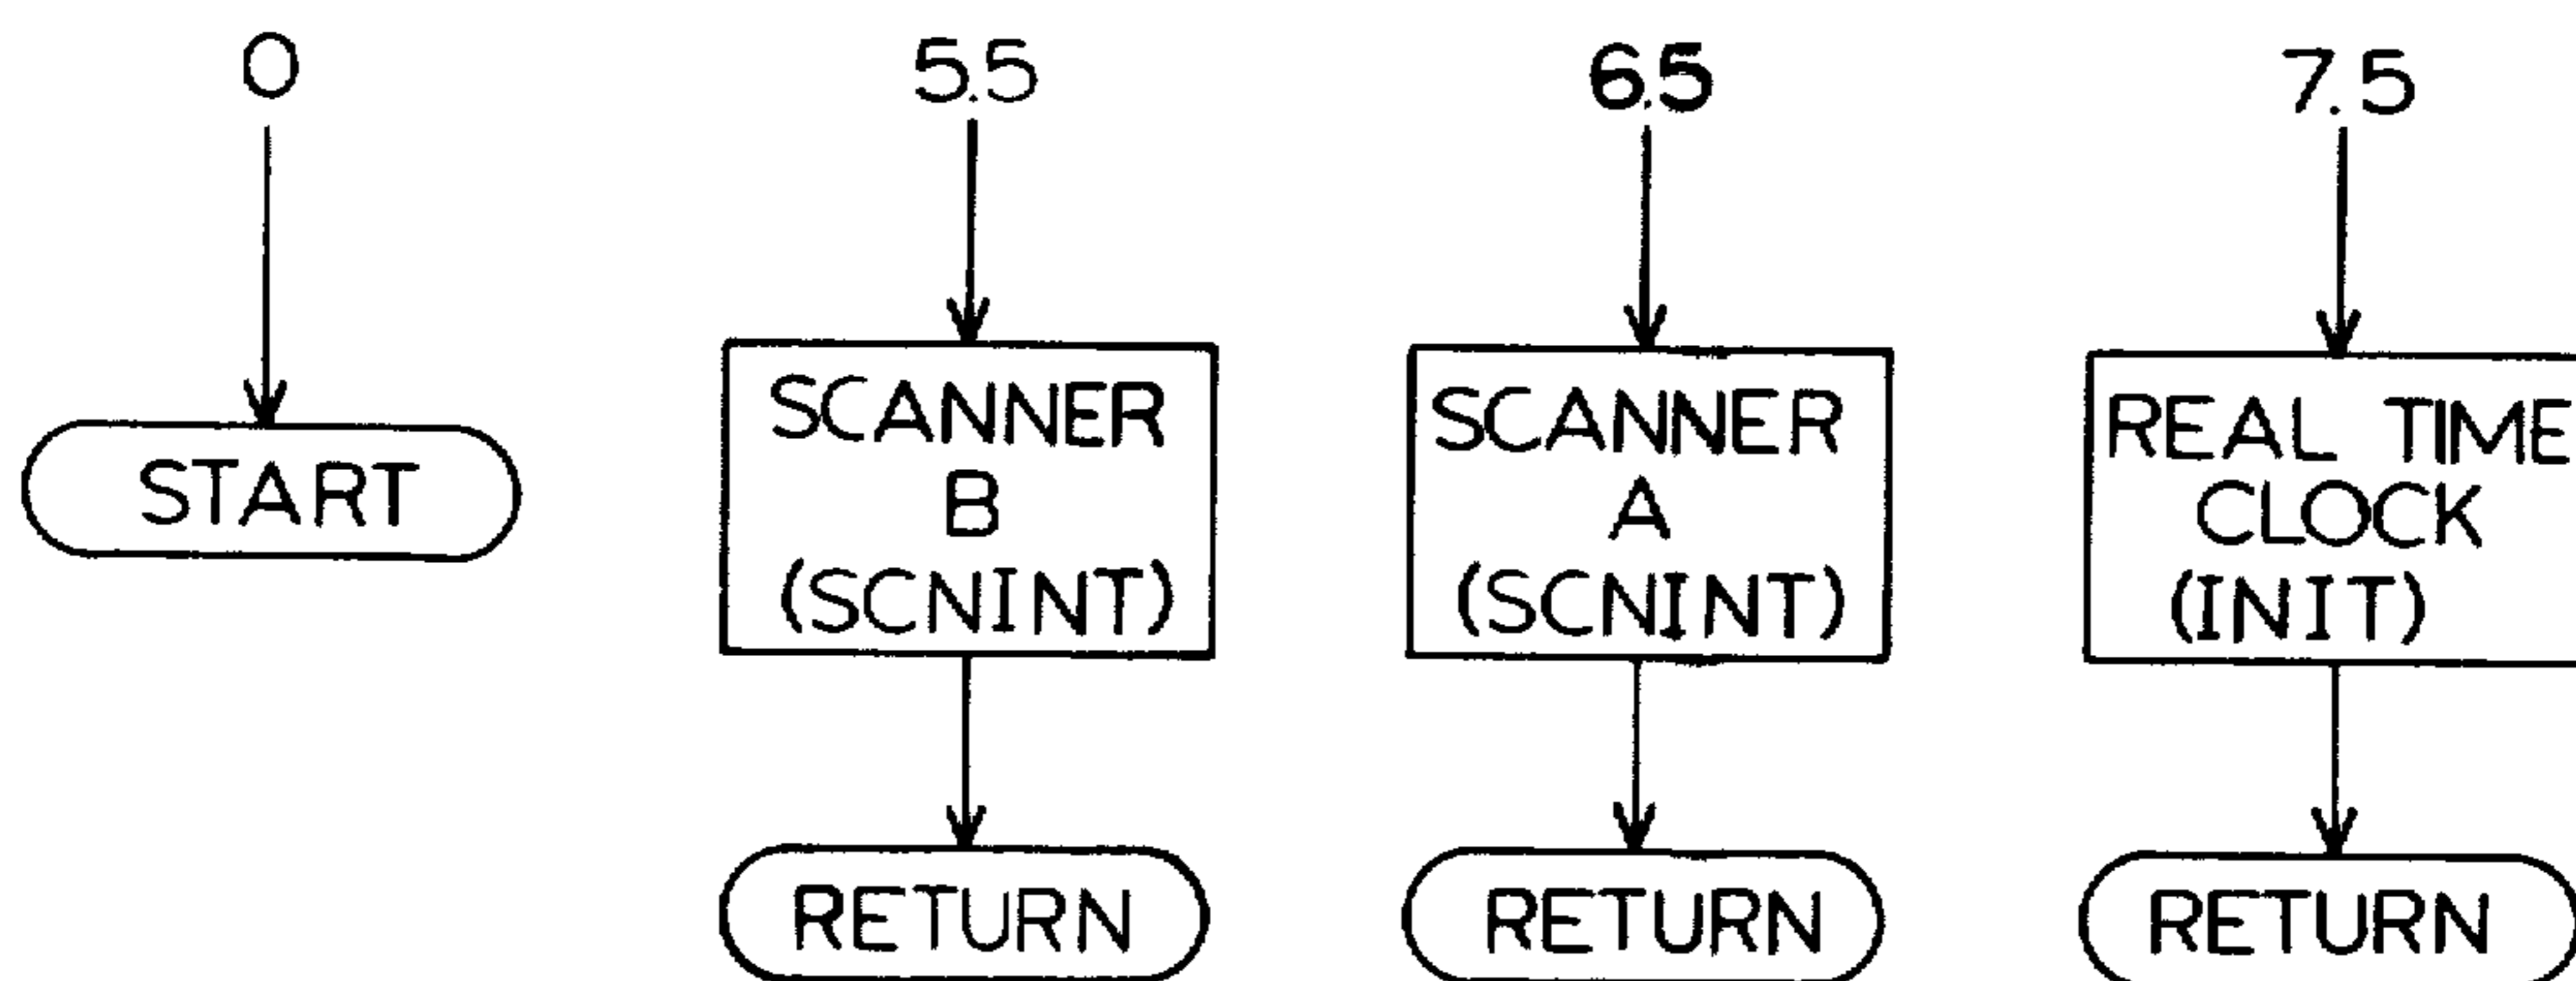 0
START
5.5
SCANNER
B
(SCNINT)
RETURN
6.5
SCANNER
A
(SCNINT)
RETURN
7.5
REAL TIME
CLOCK
(INIT)
RETURN